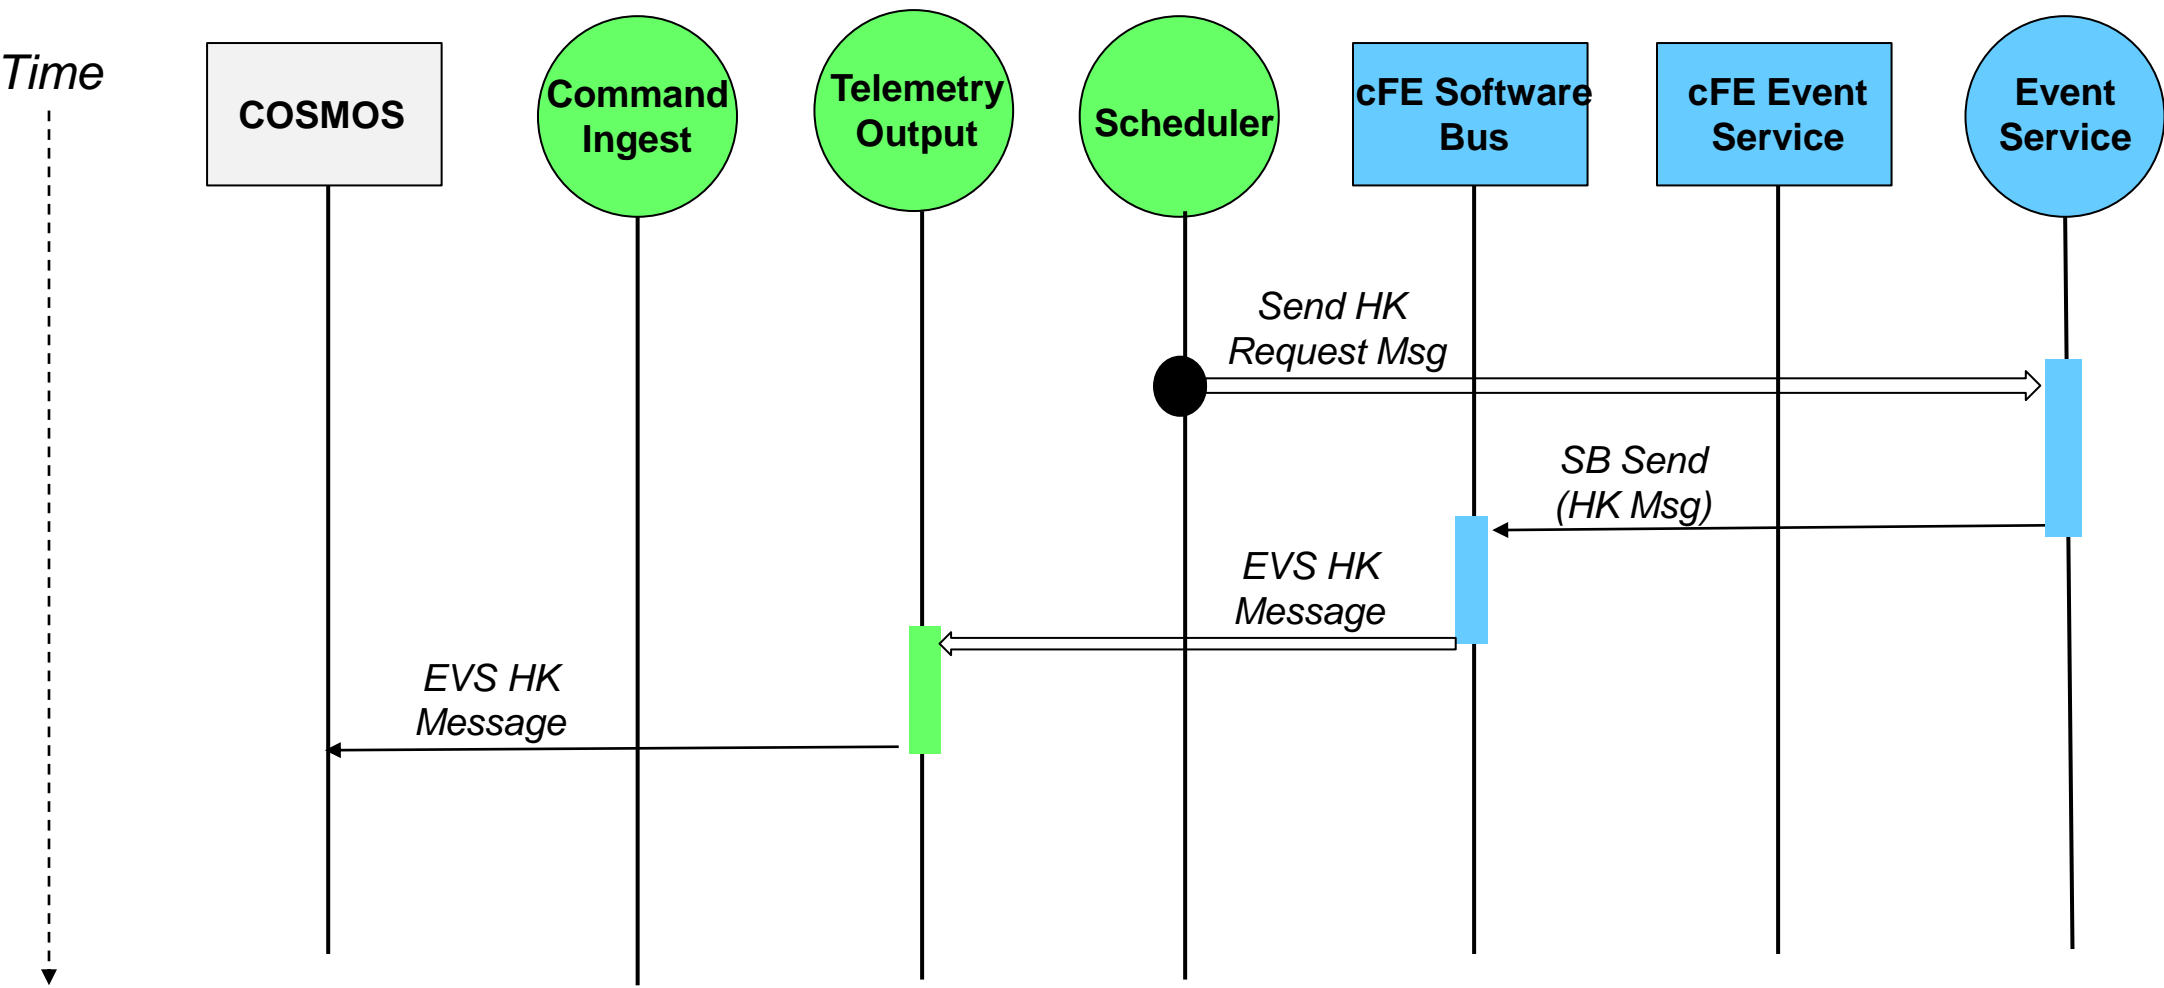 Time
COSMOS
Command
Ingest
Telemetry
Output
Scheduler
cFE Software
Bus
cFE Event
Service
Event
Service
Send HK
Request Msg
SB Send
(HK Msg)
EVS HK
Message
EVS HK
Message